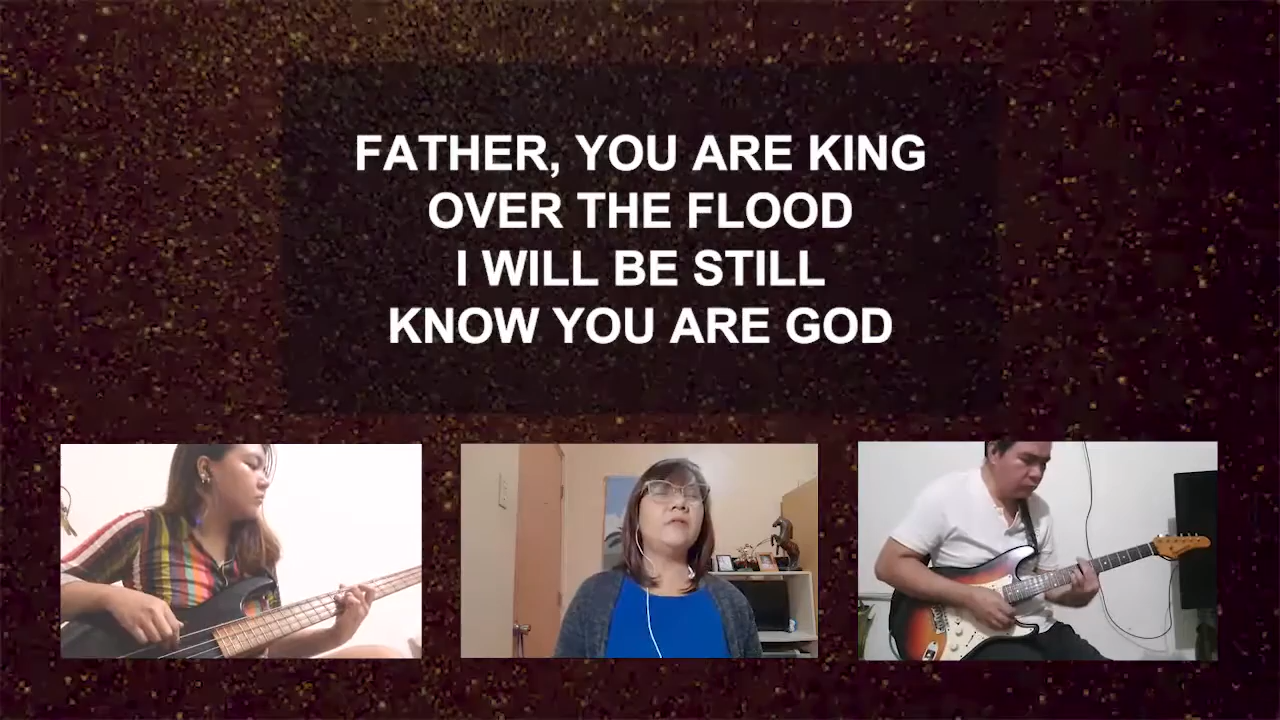 FATHER, YOU ARE KING
OVER THE FLOOD
I WILL BE STILL
KNOW YOU ARE GOD